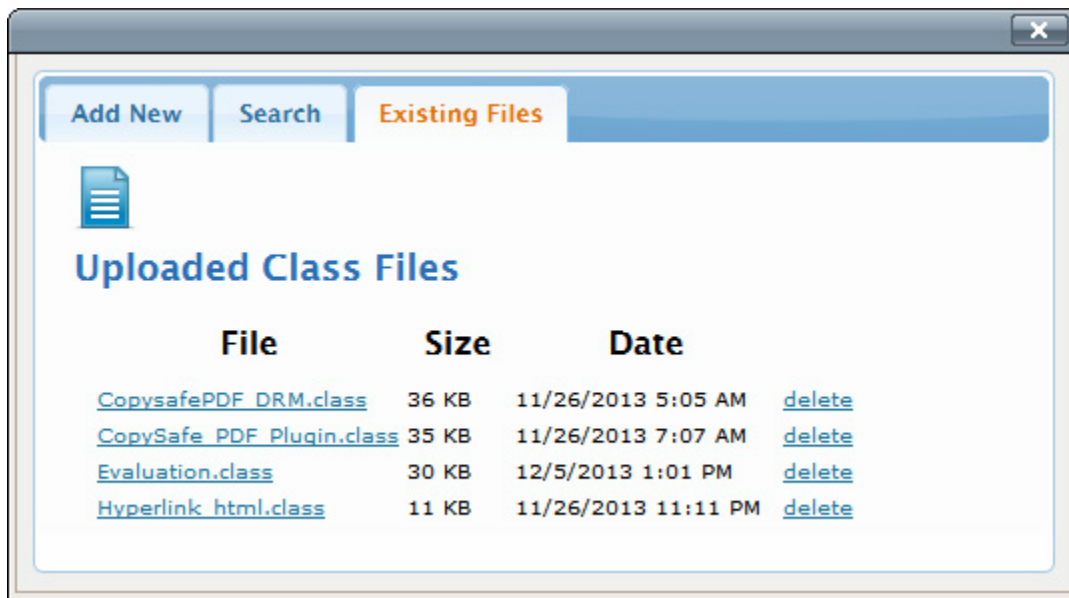 Add New Search Existing Files
Uploaded Class Files
File Size Date
CopysafePDF_DRM.class 36 KB 11/26/2013 5:05 AM delete
CopySafe_PDF_Plugin.class 35 KB 11/26/2013 7:07 AM delete
Evaluation.class 30 KB 12/5/2013 1:01 PM delete
Hyperlink_html.class 11 KB 11/26/2013 11:11 PM delete